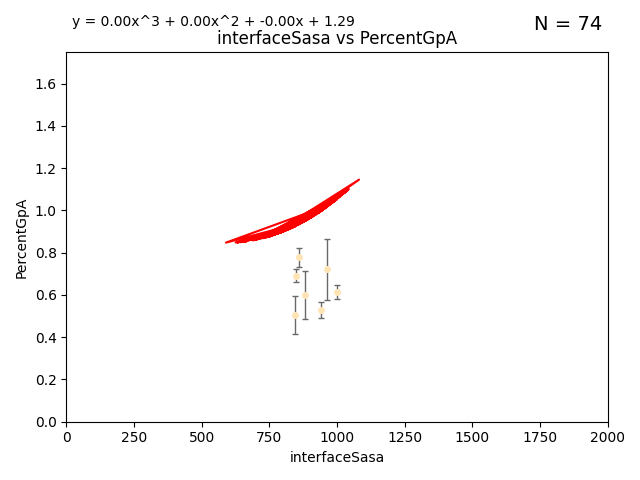 y = 0.00x^3 + 0.00x^2 + -0.00x + 1.29
N = 74
interfaceSasa vs PercentGpA
PercentGpA
1.6
1.4
1.2
1.0
0.8
0.6
0.4
0.2
0.0
0 250 500 750 1000 1250 1500 1750 2000
interfaceSasa